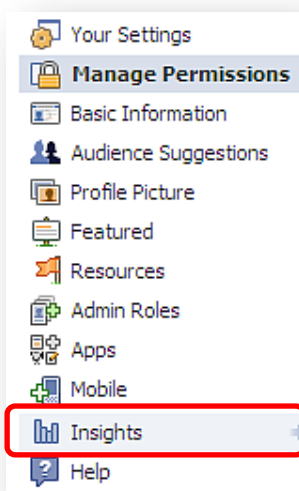 Your Settings
Manage Permissions
Basic Information
Audience Suggestions
Profile Picture
Featured
Resources
Admin Roles
Apps
Mobile
Insights
Help